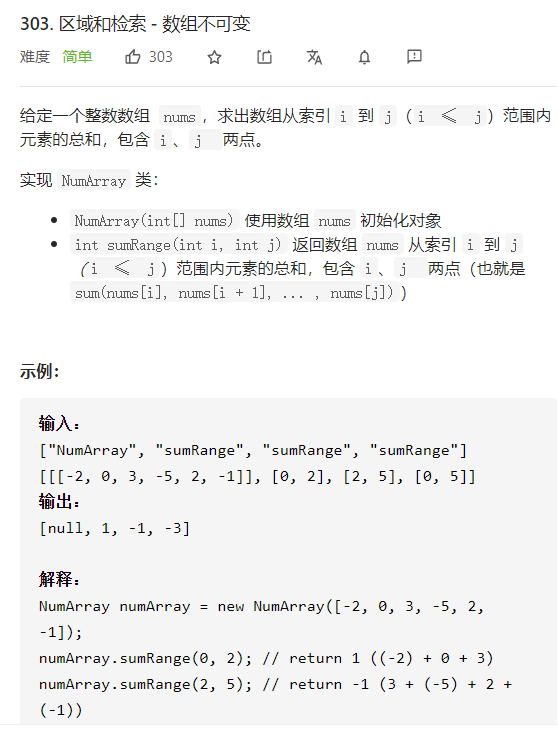 303. 区域和检索 - 数组不可变
难度 简单 303
给定一个整数数组 nums，求出数组从索引 i 到 j（i ≤ j）范围内
元素的总和，包含 i、j 两点。
实现 NumArray 类：
• NumArray(int[] nums) 使用数组 nums 初始化对象
• int sumRange(int i, int j) 返回数组 nums 从索引 i 到 j
（i ≤ j）范围内元素的总和，包含 i、j 两点（也就是
sum(nums[i], nums[i + 1], ... , nums[j])）
示例：
输入：
["NumArray", "sumRange", "sumRange", "sumRange"]
[[[-2, 0, 3, -5, 2, -1]], [0, 2], [2, 5], [0, 5]]
输出：
[null, 1, -1, -3]
解释：
NumArray numArray = new NumArray([-2, 0, 3, -5, 2,
-1]);
numArray.sumRange(0, 2); // return 1 ((-2) + 0 + 3)
numArray.sumRange(2, 5); // return -1 (3 + (-5) + 2 +
(-1))